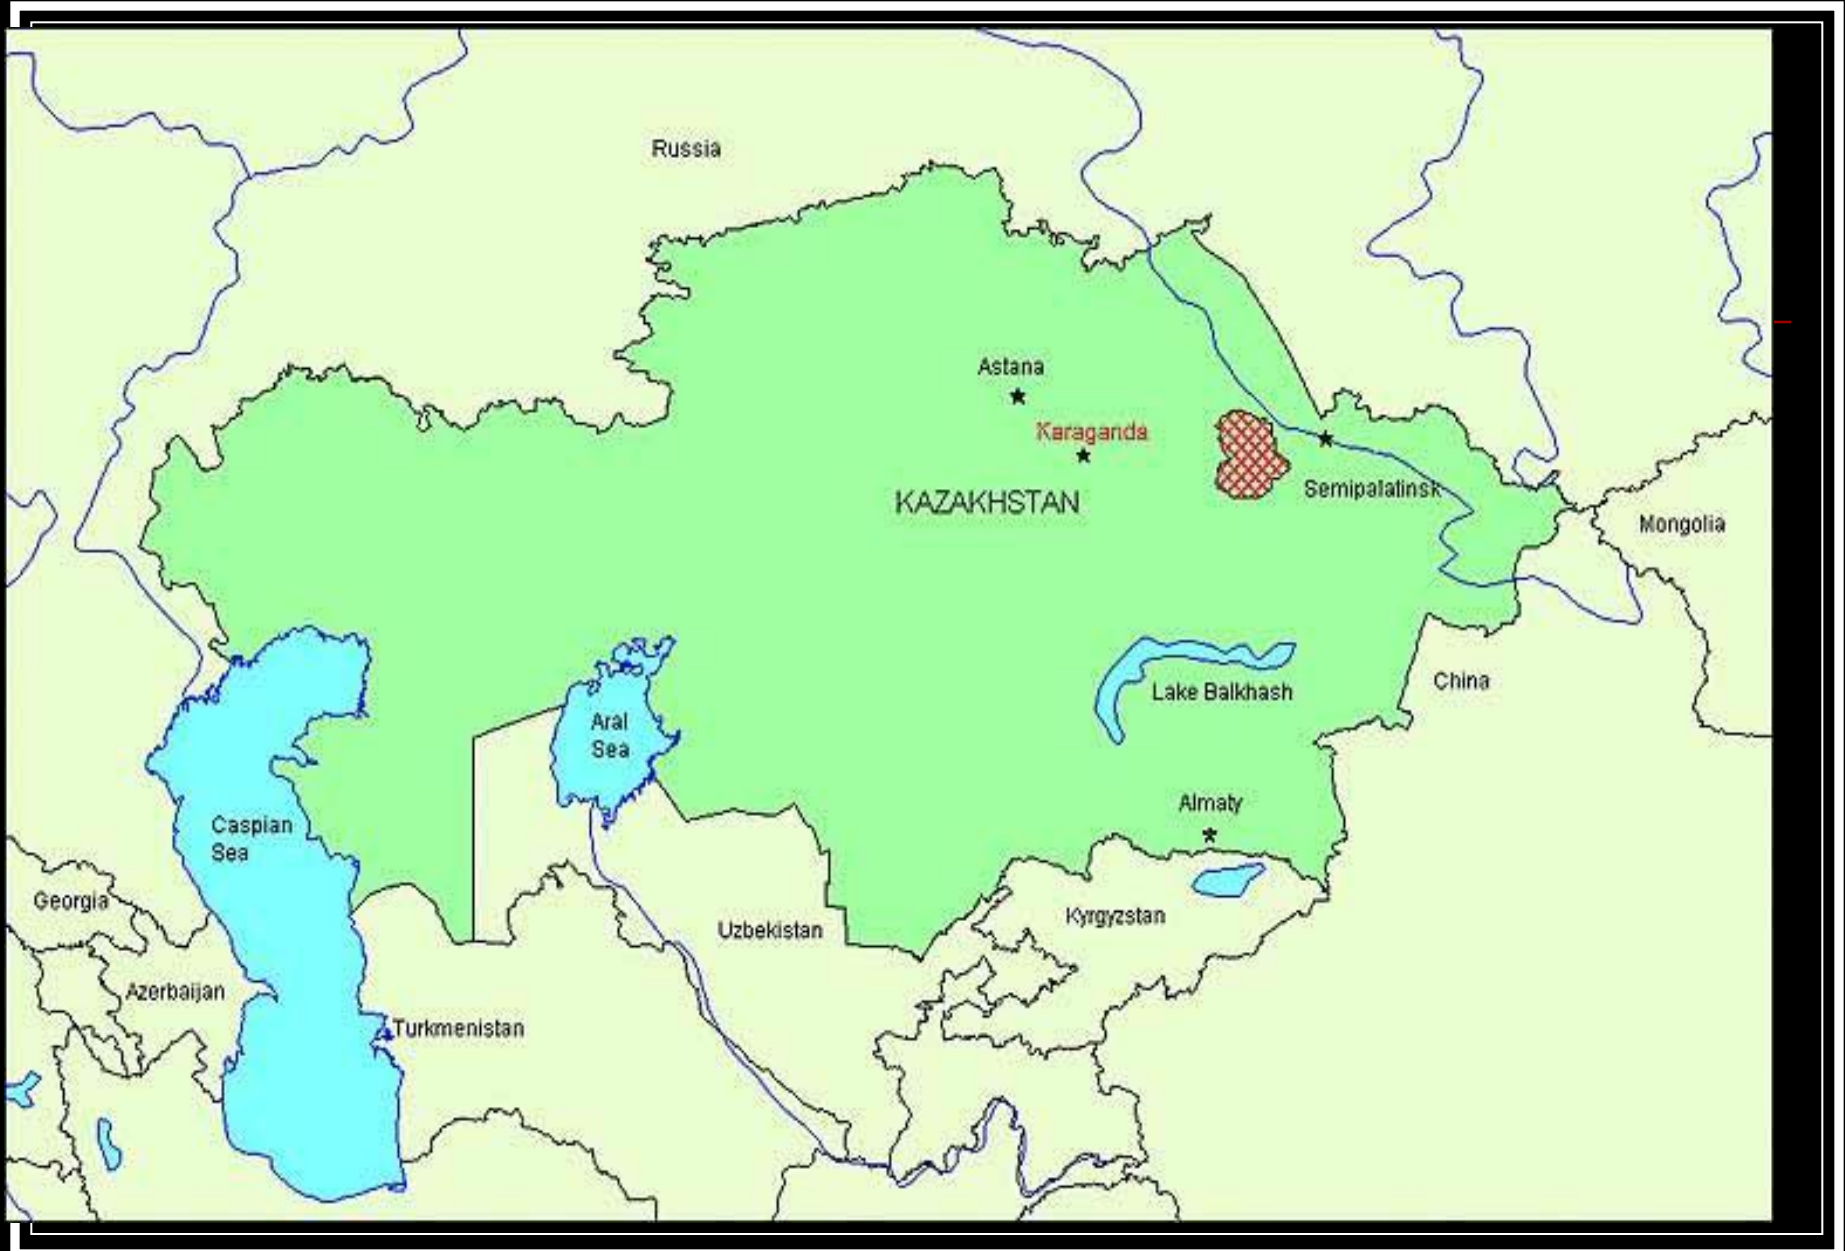 Russia
Astana
Karaganda
KAZAKHSTAN
Semipalatinsk
Mongolia
Lake Balkhash
China
Aral
Sea
Almaty
Caspian
Sea
Georgia
Kyrgyzstan
Uzbekistan
Azerbaijan
Turkmenistan